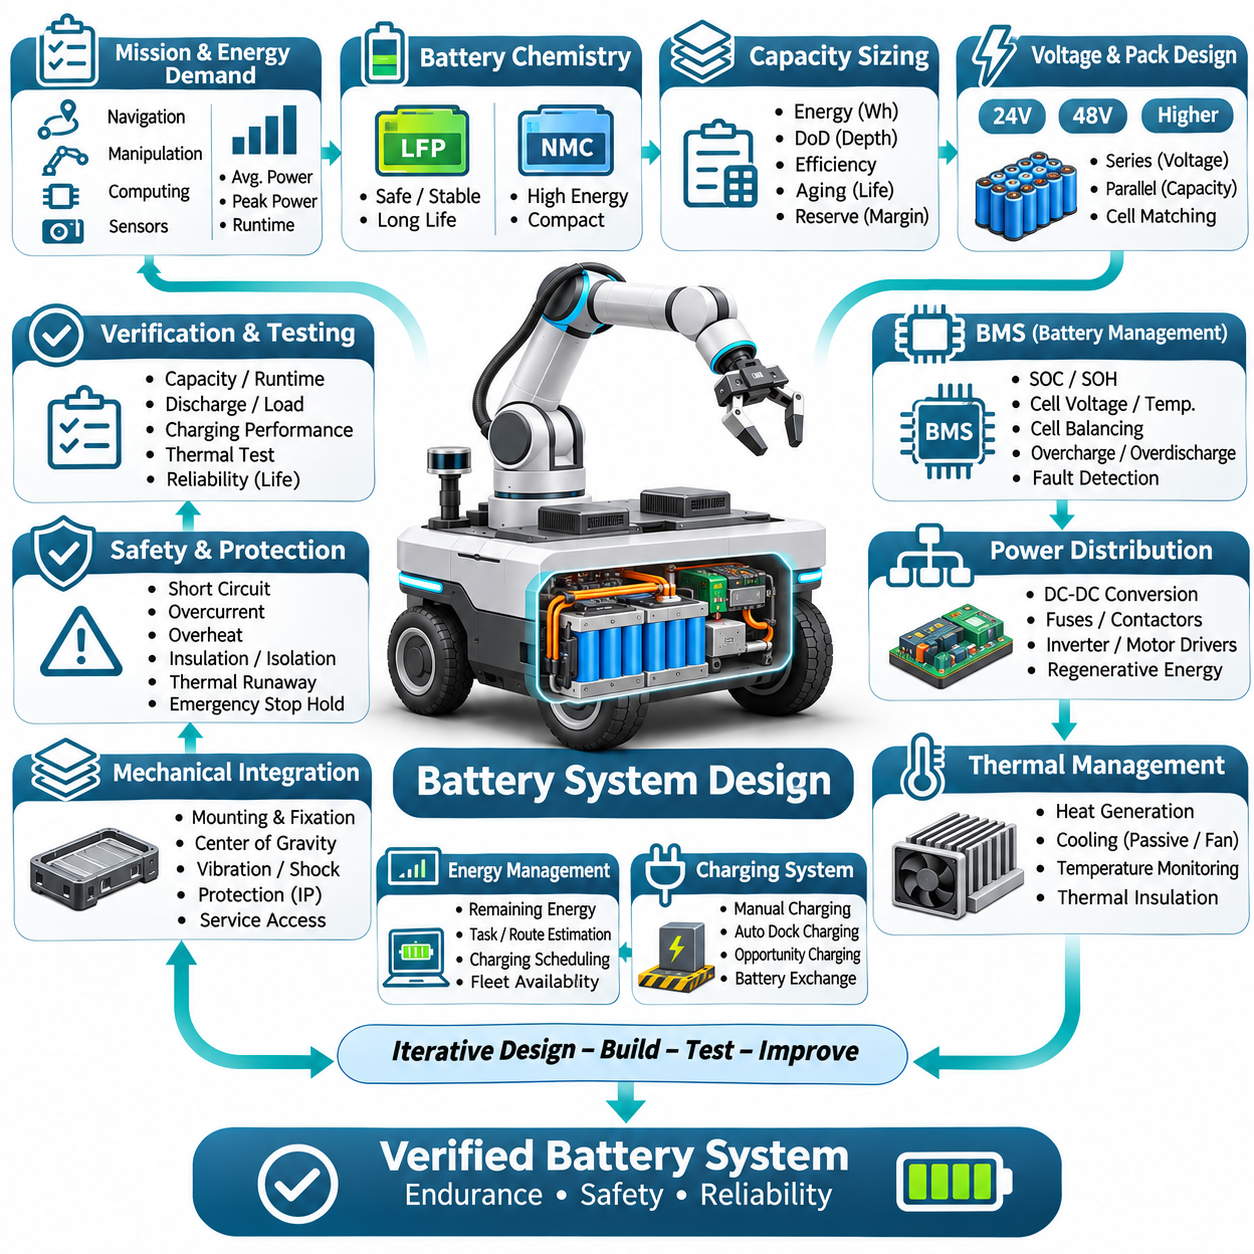 Mission & Energy
Demand
Navigation
Manipulation
Computing
Sensors
• Avg. Power
• Peak Power
• Runtime
Battery Chemistry
LFP
• Safe / Stable
• Long Life
NMC
• High Energy
• Compact
Capacity Sizing
• Energy (Wh)
• DoD (Depth)
• Efficiency
• Aging (Life)
• Reserve (Margin)
Voltage & Pack Design
24V
48V
Higher
• Series (Voltage)
• Parallel (Capacity)
• Cell Matching
Verification & Testing
• Capacity / Runtime
• Discharge / Load
• Charging Performance
• Thermal Test
• Reliability (Life)
BMS (Battery Management)
BMS
• SOC / SOH
• Cell Voltage / Temp.
• Cell Balancing
• Overcharge / Overdischarge
• Fault Detection
Safety & Protection
• Short Circuit
• Overcurrent
• Overheat
• Insulation / Isolation
• Thermal Runaway
• Emergency Stop Hold
Power Distribution
• DC-DC Conversion
• Fuses / Contactors
• Inverter / Motor Drivers
• Regenerative Energy
Mechanical Integration
• Mounting & Fixation
• Center of Gravity
• Vibration / Shock
• Protection (IP)
• Service Access
Battery System Design
Thermal Management
• Heat Generation
• Cooling (Passive / Fan)
• Temperature Monitoring
• Thermal Insulation
Energy Management
• Remaining Energy
• Task / Route Estimation
• Charging Scheduling
• Fleet Availability
Charging System
• Manual Charging
• Auto Dock Charging
• Opportunity Charging
• Battery Exchange
Iterative Design – Build – Test – Improve
Verified Battery System
Endurance • Safety • Reliability